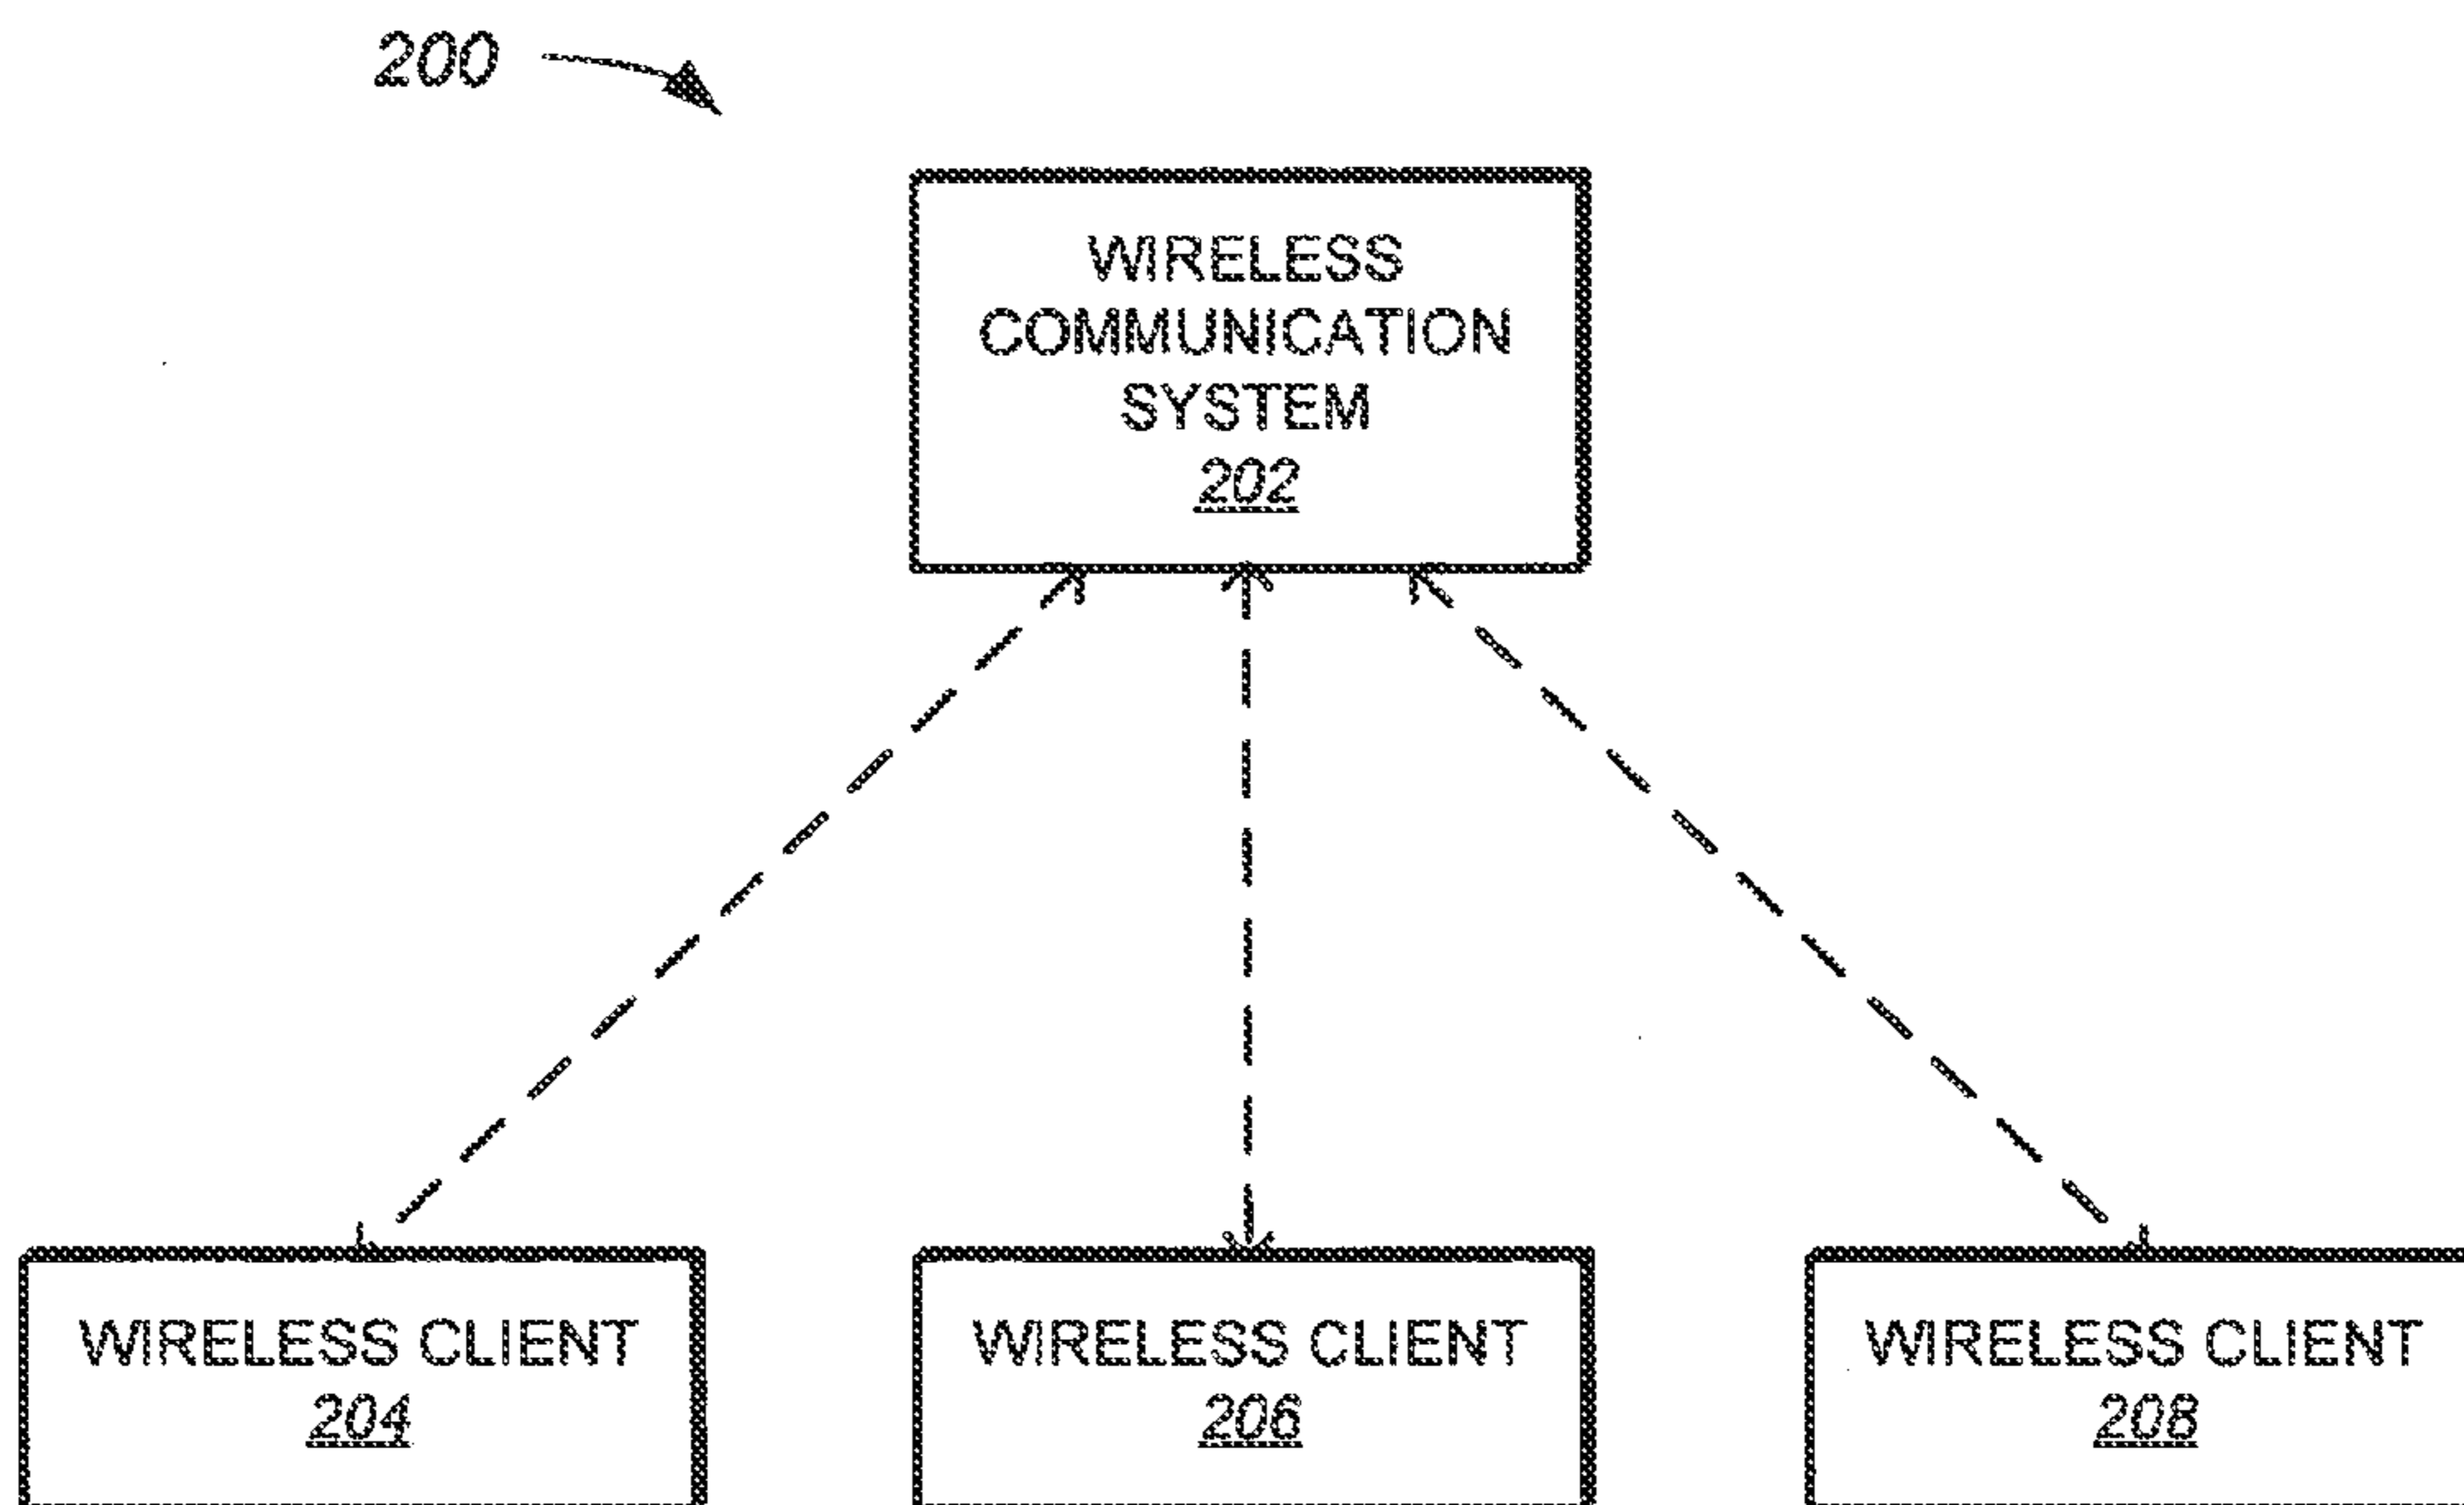 200
WIRELESS
COMMUNICATION
SYSTEM
202
WIRELESS CLIENT
204
WIRELESS CLIENT
206
WIRELESS CLIENT
208